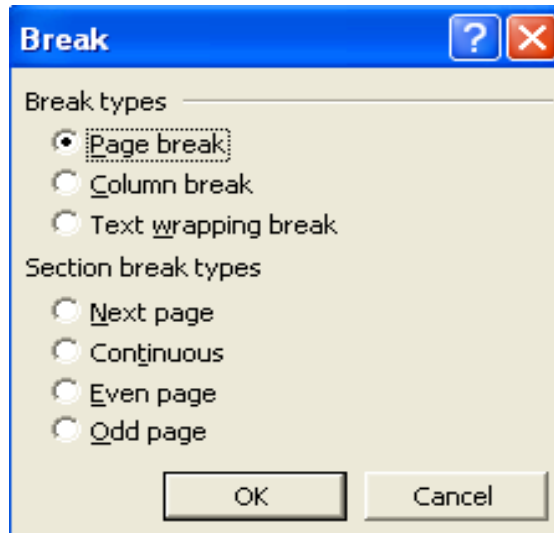 Break ?
Break types
Page break
Column break
Text wrapping break
Section break types
Next page
Continuous
Even page
Odd page
OK Cancel